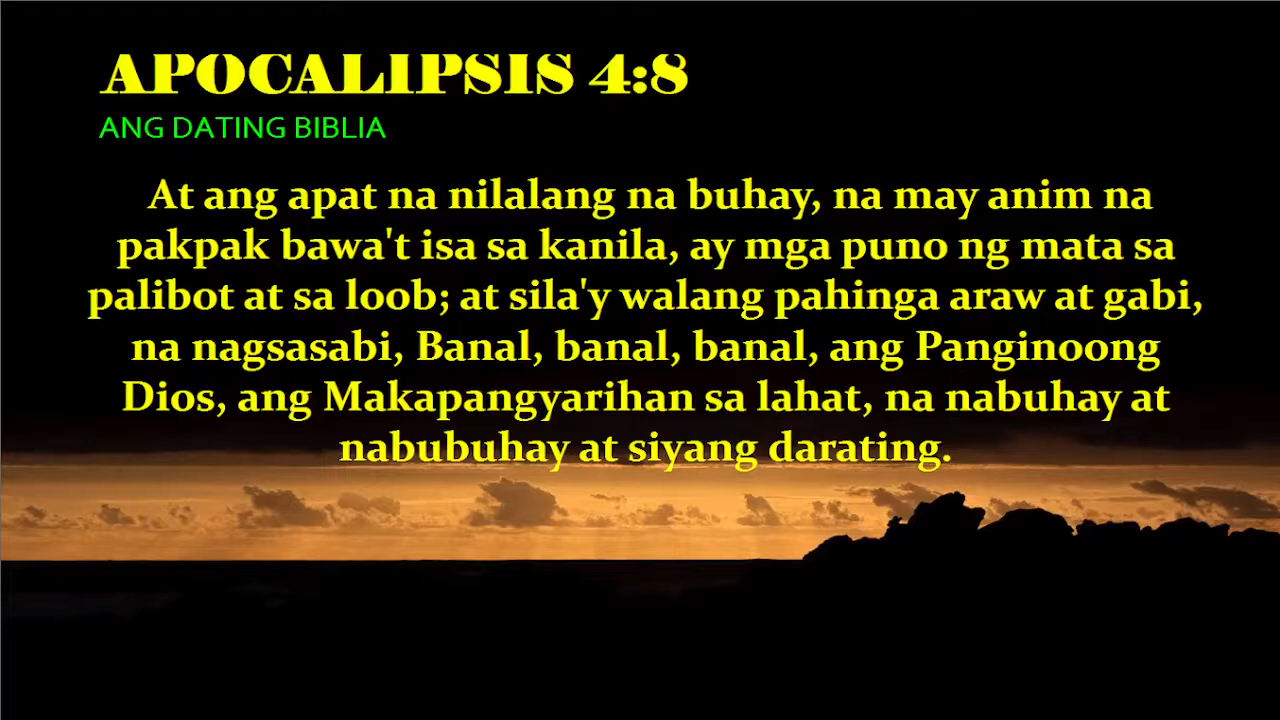 APOCALIPSIS 4:8
ANG DATING BIBLIA
At ang apat na nilalang na buhay, na may anim na
pakpak bawa't isa sa kanila, ay mga puno ng mata sa
palibot at sa loob; at sila'y walang pahinga araw at gabi,
na nagsasabi, Banal, banal, banal, ang Panginoong
Dios, ang Makapangyarihan sa lahat, na nabuhay at
nabubuhay at siyang darating.